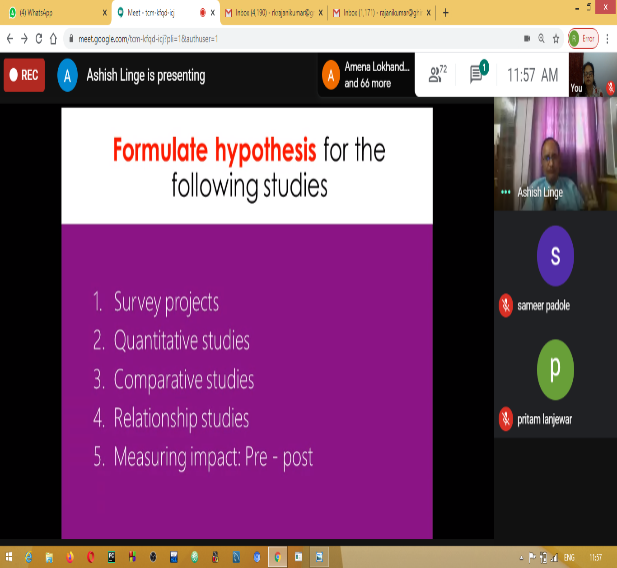 (4) WhatsApp
Meet - tcm-kfqd-icj
Inbox (4,190) - rkrajanikumar@g
Inbox (1,171) - rajanikumar@gr.i
meet.google.com/tcm-kfqd-icj?pli=1&authuser=1
Error
REC
A
Ashish Linge is presenting
A
Amena Lokhand...
and 66 more
72
1
11:57 AM
You
Formulate hypothesis for the
following studies
1. Survey projects
2. Quantitative studies
3. Comparative studies
4. Relationship studies
5. Measuring impact: Pre - post
Ashish Linge
s
sameer padole
p
pritam lanjewar
ENG
11:57